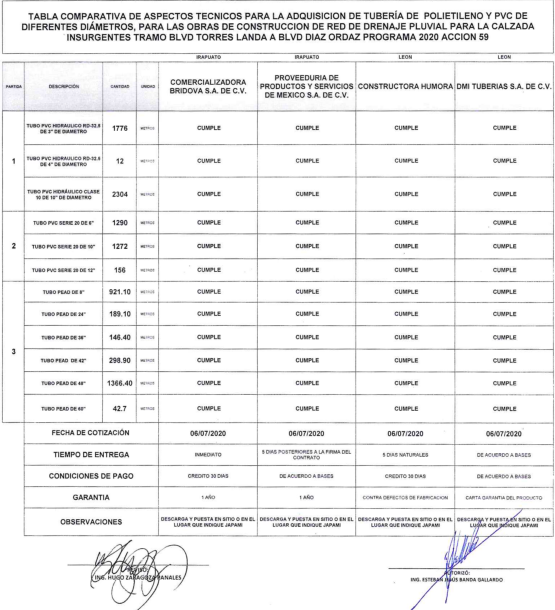 TABLA COMPARATIVA DE ASPECTOS TECNICOS PARA LA ADQUISICION DE TUBERÍA DE POLIETILENO Y PVC DE
DIFERENTES DIÁMETROS, PARA LAS OBRAS DE CONSTRUCCION DE RED DE DRENAJE PLUVIAL PARA LA CALZADA
INSURGENTES TRAMO BLVD TORRES LANDA A BLVD DIAZ ORDAZ PROGRAMA 2020 ACCION 59
IRAPUATO IRAPUATO LEON LEON
PARTIDA DESCRIPCIÓN CANTIDAD UNIDAD COMERCIALIZADORA BRIDOVA S.A. DE C.V. PROVEEDURIA DE PRODUCTOS Y SERVICIOS DE MEXICO S.A. DE C.V. CONSTRUCTORA HUMORA DMI TUBERIAS S.A. DE C.V.
1
TUBO PVC HIDRAULICO RD-32.5 DE 3" DE DIAMETRO 1776 METROS CUMPLE CUMPLE CUMPLE CUMPLE
TUBO PVC HIDRAULICO RD-32.5 DE 4" DE DIAMETRO 12 METROS CUMPLE CUMPLE CUMPLE CUMPLE
TUBO PVC HIDRÁULICO CLASE 10 DE 10" DE DIAMETRO 2304 METROS CUMPLE CUMPLE CUMPLE CUMPLE
2
TUBO PVC SERIE 20 DE 6" 1290 METROS CUMPLE CUMPLE CUMPLE CUMPLE
TUBO PVC SERIE 20 DE 10" 1272 METROS CUMPLE CUMPLE CUMPLE CUMPLE
TUBO PVC SERIE 20 DE 12" 156 METROS CUMPLE CUMPLE CUMPLE CUMPLE
3
TUBO PEAD DE 8" 921.10 METROS CUMPLE CUMPLE CUMPLE CUMPLE
TUBO PEAD DE 24" 189.10 METROS CUMPLE CUMPLE CUMPLE CUMPLE
TUBO PEAD DE 36" 146.40 METROS CUMPLE CUMPLE CUMPLE CUMPLE
TUBO PEAD DE 42" 298.90 METROS CUMPLE CUMPLE CUMPLE CUMPLE
TUBO PEAD DE 48" 1366.40 METROS CUMPLE CUMPLE CUMPLE CUMPLE
TUBO PEAD DE 60" 42.7 METROS CUMPLE CUMPLE CUMPLE CUMPLE
FECHA DE COTIZACIÓN 06/07/2020 06/07/2020 06/07/2020 06/07/2020
TIEMPO DE ENTREGA INMEDIATO 5 DIAS POSTERIORES A LA FIRMA DEL CONTRATO 5 DIAS NATURALES DE ACUERDO A BASES
CONDICIONES DE PAGO CREDITO 30 DIAS DE ACUERDO A BASES CREDITO 30 DIAS DE ACUERDO A BASES
GARANTIA 1 AÑO 1 AÑO CONTRA DEFECTOS DE FABRICACION CARTA GARANTIA DEL PRODUCTO
OBSERVACIONES DESCARGA Y PUESTA EN SITIO O EN EL LUGAR QUE INDIQUE JAPAMI DESCARGA Y PUESTA EN SITIO O EN EL LUGAR QUE INDIQUE JAPAMI DESCARGA Y PUESTA EN SITIO O EN EL LUGAR QUE INDIQUE JAPAMI DESCARGA Y PUESTA EN SITIO O EN EL LUGAR QUE INDIQUE JAPAMI
AUTORIZÓ:
ING. HUGO ZARAGOZA PANALES
ING. ESTEBAN JESÚS BANDA GALLARDO